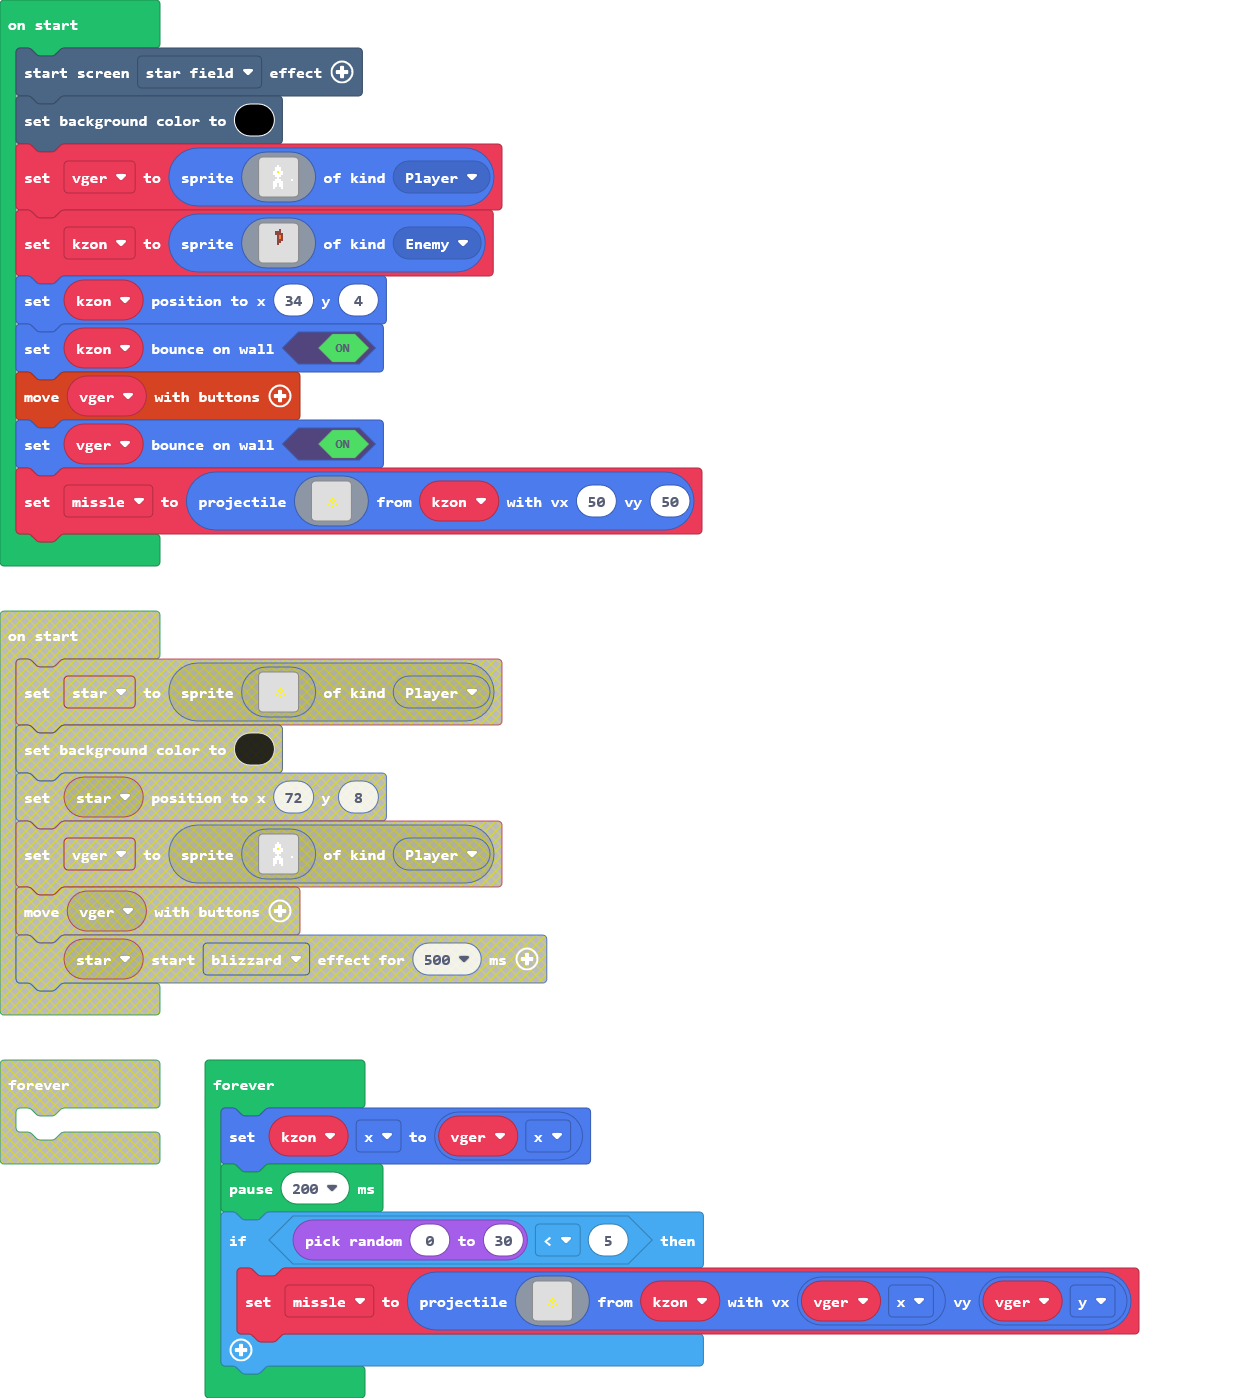 on start
start screen star field effect
set background color to
set vger to sprite of kind Player
set kzon to sprite of kind Enemy
set kzon position to x 34 y 4
set kzon bounce on wall ON
move vger with buttons
set vger bounce on wall ON
set missle to projectile from kzon with vx 50 vy 50
on start
set star to sprite of kind Player
set background color to
set star position to x 72 y 8
set vger to sprite of kind Player
move vger with buttons
star start blizzard effect for 500 ms
forever
forever
set kzon x to vger x
pause 200 ms
if pick random 0 to 30 < 5 then
set missle to projectile from kzon with vx vger x vy vger y